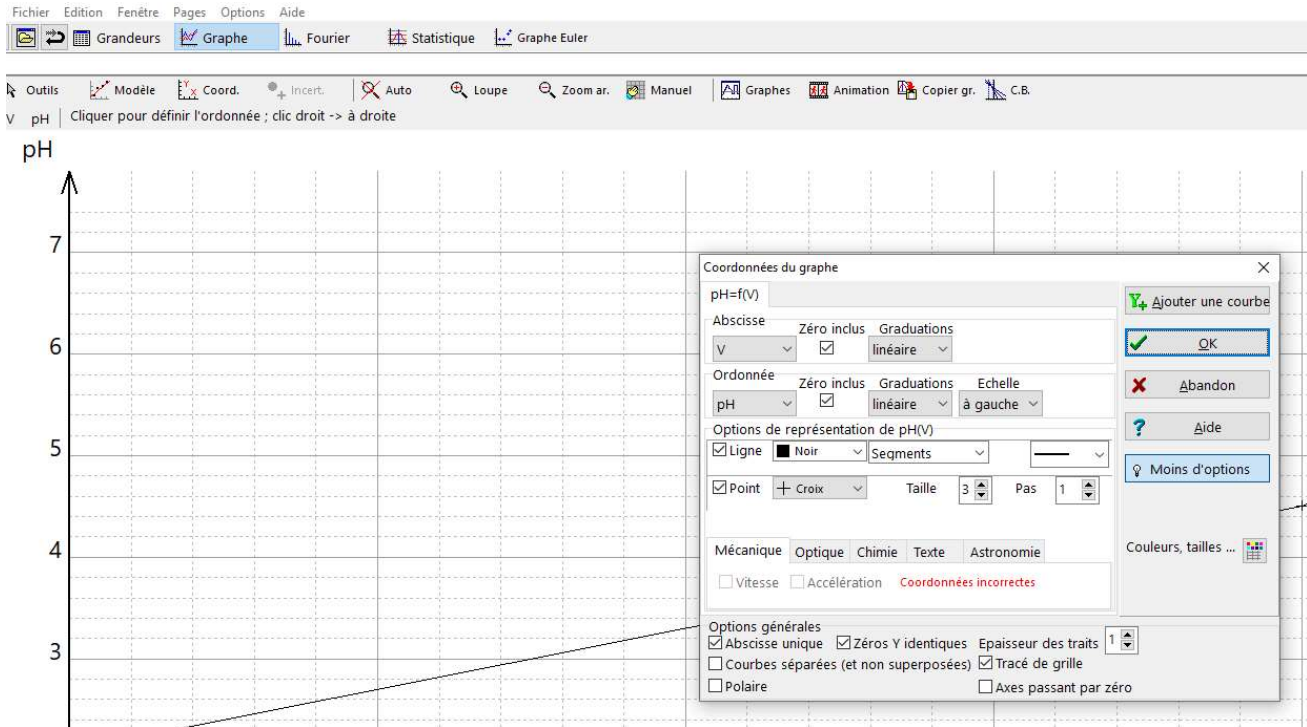 Fichier Edition Fenêtre Pages Options Aide
Grandeurs Graphe Fourier Statistique Graphe Euler
Outils Modèle Coord. Incert. Auto Loupe Zoom ar. Manuel Graphes Animation Copier gr. C.B.
V pH Cliquer pour définir l'ordonnée ; clic droit -> à droite
pH
7
6
5
4
3
Coordonnées du graphe
pH=f(V)
Abscisse
Zéro inclus Graduations
V linéaire
Ordonnée
Zéro inclus Graduations Echelle
pH linéaire à gauche
Options de représentation de pH(V)
Ligne Noir Segments
Point Croix Taille 3 Pas 1
Mécanique Optique Chimie Texte Astronomie
Vitesse Accélération Coordonnées incorrectes
Options générales
Abscisse unique Zéros Y identiques Epaisseur des traits 1
Courbes séparées (et non superposées) Tracé de grille
Polaire Axes passant par zéro
Ajouter une courbe
OK
Abandon
Aide
Moins d'options
Couleurs, tailles ...